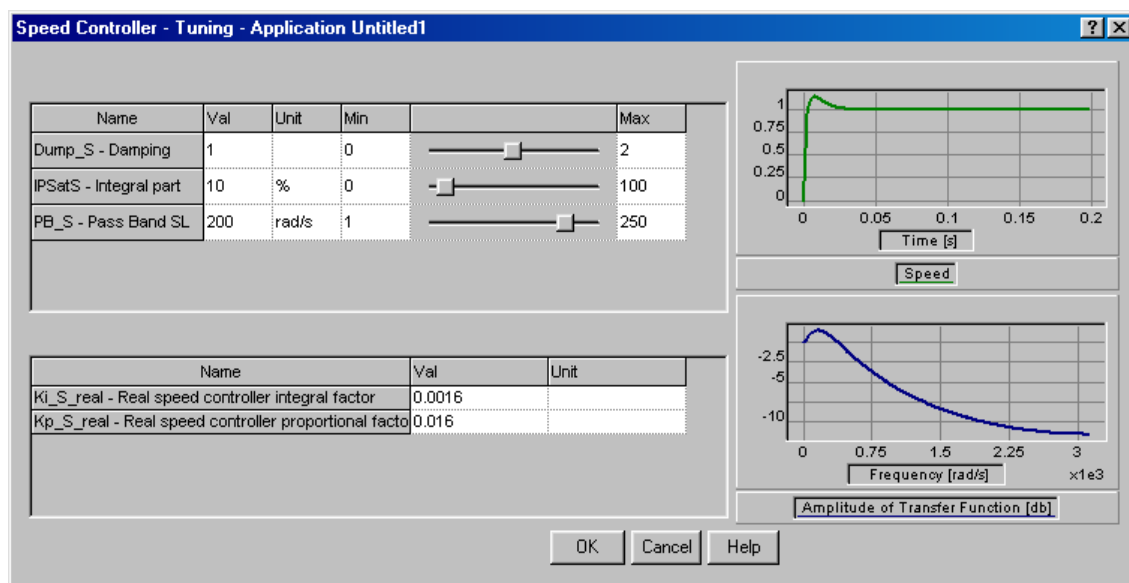 Speed Controller - Tuning - Application Untitled1
Name Val Unit Min Max
Dump_S - Damping 1 0 2
IPSatS - Integral part 10 % 0 100
PB_S - Pass Band SL 200 rad/s 1 250
1
0.75
0.5
0.25
0
0 0.05 0.1 0.15 0.2
Time [s]
Speed
Name Val Unit
Ki_S_real - Real speed controller integral factor 0.0016
Kp_S_real - Real speed controller proportional facto 0.016
-2.5
-5
-10
0 0.75 1.5 2.25 3
Frequency [rad/s] x1e3
Amplitude of Transfer Function [db]
OK Cancel Help